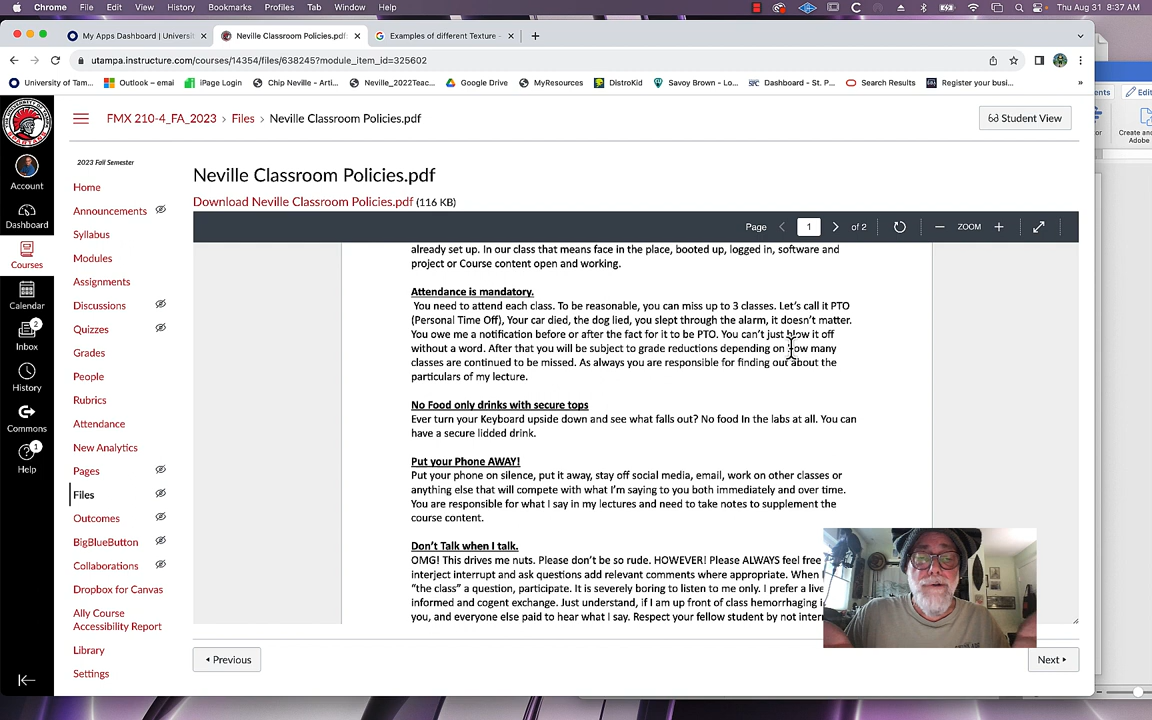 Chrome File Edit View History Bookmarks Profiles Tab Window Help Thu Aug 31 8:37 AM
My Apps Dashboard | Universit Neville Classroom Policies.pdf: Examples of different Texture –
utampa.instructure.com/courses/14354/files/638245?module_item_id=325602
University of Tam... Outlook – emai iPage Login Chip Neville - Arti... Neville_2022Teac... Google Drive MyResources DistroKid Savoy Brown - Lo... Dashboard - St. P... Search Results Register your busi... »
FMX 210-4_FA_2023 › Files › Neville Classroom Policies.pdf
Student View
2023 Fall Semester
Account
Dashboard
Courses
Calendar
2
Inbox
History
Commons
1
Help
Home
Announcements
Syllabus
Modules
Assignments
Discussions
Quizzes
Grades
People
Rubrics
Attendance
New Analytics
Pages
Files
Outcomes
BigBlueButton
Collaborations
Dropbox for Canvas
Ally Course
Accessibility Report
Library
Settings
Neville Classroom Policies.pdf
Download Neville Classroom Policies.pdf (116 KB)
Page 1 of 2 ZOOM
already set up. In our class that means face in the place, booted up, logged in, software and
project or Course content open and working.
Attendance is mandatory.
You need to attend each class. To be reasonable, you can miss up to 3 classes. Let's call it PTO
(Personal Time Off), Your car died, the dog lied, you slept through the alarm, it doesn't matter.
You owe me a notification before or after the fact for it to be PTO. You can't just blow it off
without a word. After that you will be subject to grade reductions depending on how many
classes are continued to be missed. As always you are responsible for finding out about the
particulars of my lecture.
No Food only drinks with secure tops
Ever turn your Keyboard upside down and see what falls out? No food In the labs at all. You can
have a secure lidded drink.
Put your Phone AWAY!
Put your phone on silence, put it away, stay off social media, email, work on other classes or
anything else that will compete with what I'm saying to you both immediately and over time.
You are responsible for what I say in my lectures and need to take notes to supplement the
course content.
Don't Talk when I talk.
OMG! This drives me nuts. Please don't be so rude. HOWEVER! Please ALWAYS feel free
interject interrupt and ask questions add relevant comments where appropriate. When
"the class" a question, participate. It is severely boring to listen to me only. I prefer a live
informed and cogent exchange. Just understand, if I am up front of class hemorrhaging i
you, and everyone else paid to hear what I say. Respect your fellow student by not inter
Previous
Next
ents Edit
Create and
Adobe